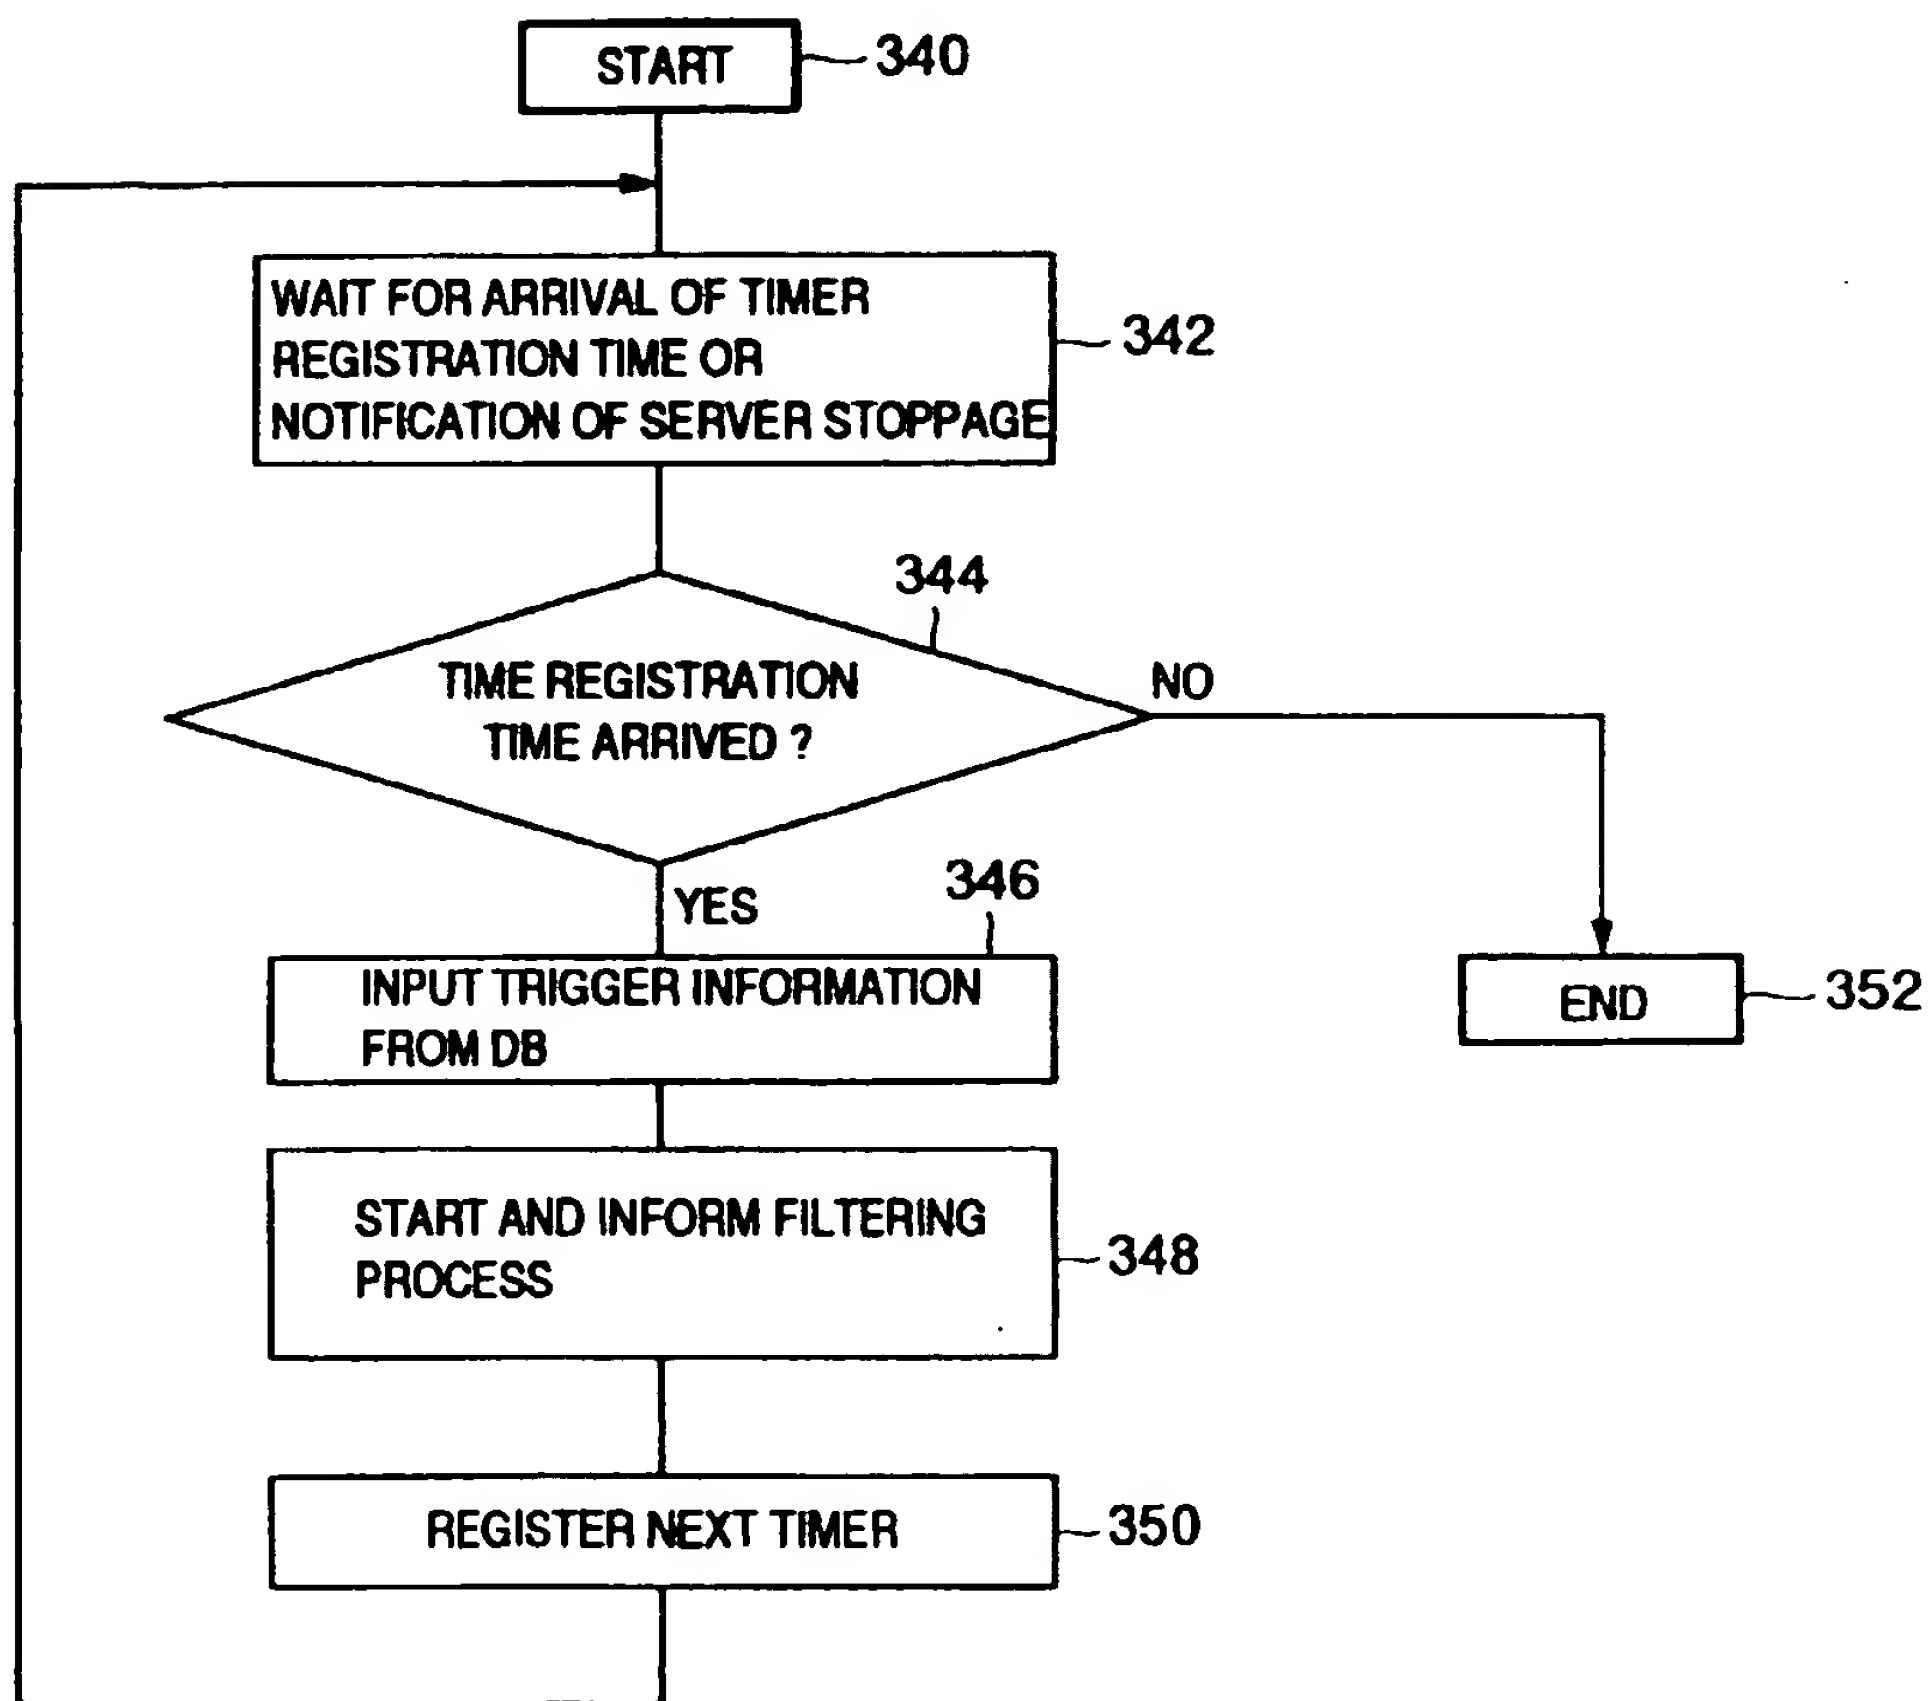 START
340
WAIT FOR ARRIVAL OF TIMER
REGISTRATION TIME OR
NOTIFICATION OF SERVER STOPPAGE
342
344
TIME REGISTRATION
TIME ARRIVED ?
NO
YES
346
INPUT TRIGGER INFORMATION
FROM DB
END
352
START AND INFORM FILTERING
PROCESS
348
REGISTER NEXT TIMER
350